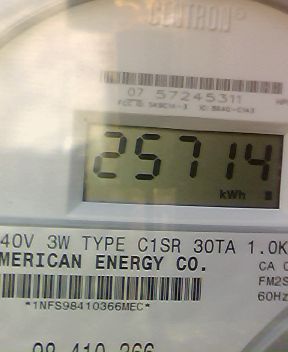 CENTRON®
07 57245311
25714
kWh
40V 3W TYPE C1SR 30TA 1.0K
MERICAN ENERGY CO.
CA 0
FM2S
60Hz
*1NFS98410366MEC*
98 410 366